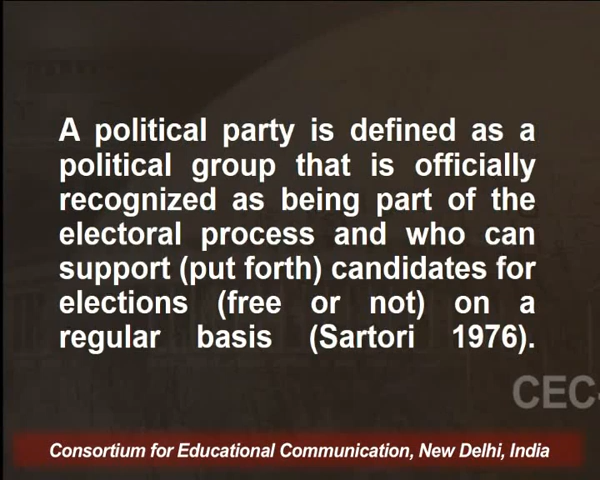 A political party is defined as a
political group that is officially
recognized as being part of the
electoral process and who can
support (put forth) candidates for
elections (free or not) on a
regular basis (Sartori 1976).
CEC-
Consortium for Educational Communication, New Delhi, India